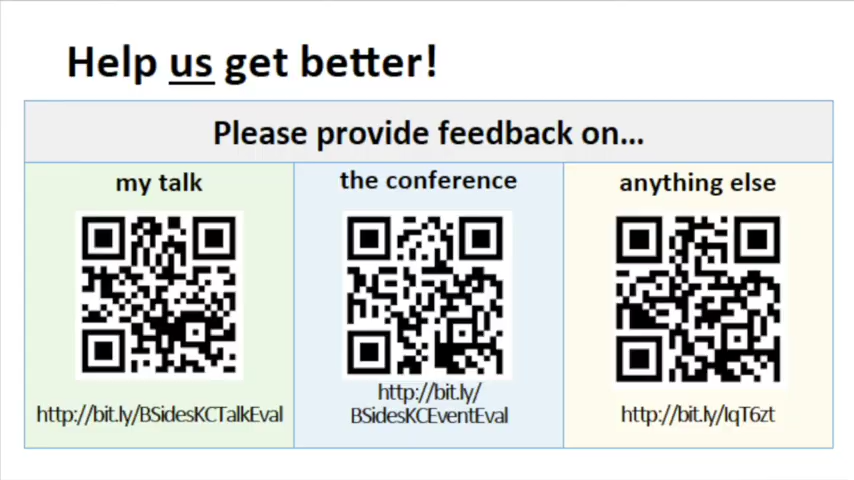 Help us get better!
Please provide feedback on...
my talk
the conference
anything else
http://bit.ly/BSidesKCTalkEval
http://bit.ly/
BSidesKCEventEval
http://bit.ly/IqT6zt